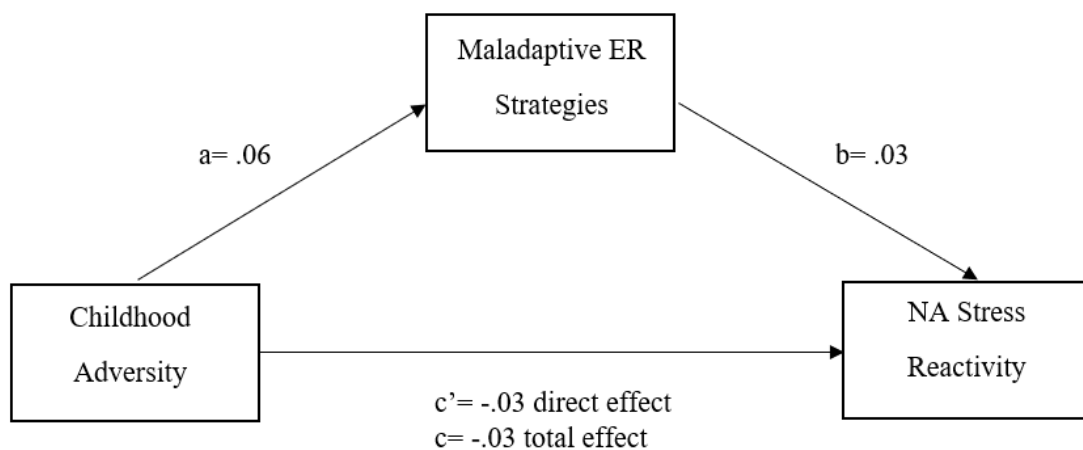 Maladaptive ER
Strategies
a= .06
b= .03
Childhood
Adversity
NA Stress
Reactivity
c’= -.03 direct effect
c= -.03 total effect